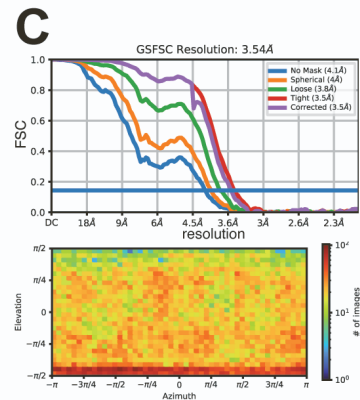 C
GSFSC Resolution: 3.54Å
No Mask (4.1Å)
Spherical (4Å)
Loose (3.8Å)
Tight (3.5Å)
Corrected (3.5Å)
FSC
1.0
0.8
0.6
0.4
0.2
0.0
DC 18Å 9Å 6Å 4.5Å 3.6Å 3Å 2.6Å 2.3Å
resolution
Elevation
π/2
π/4
0
−π/4
−π/2
−π −3π/4 −π/2 −π/4 0 π/4 π/2 3π/4 π
Azimuth
10²
10¹
10⁰
# of images